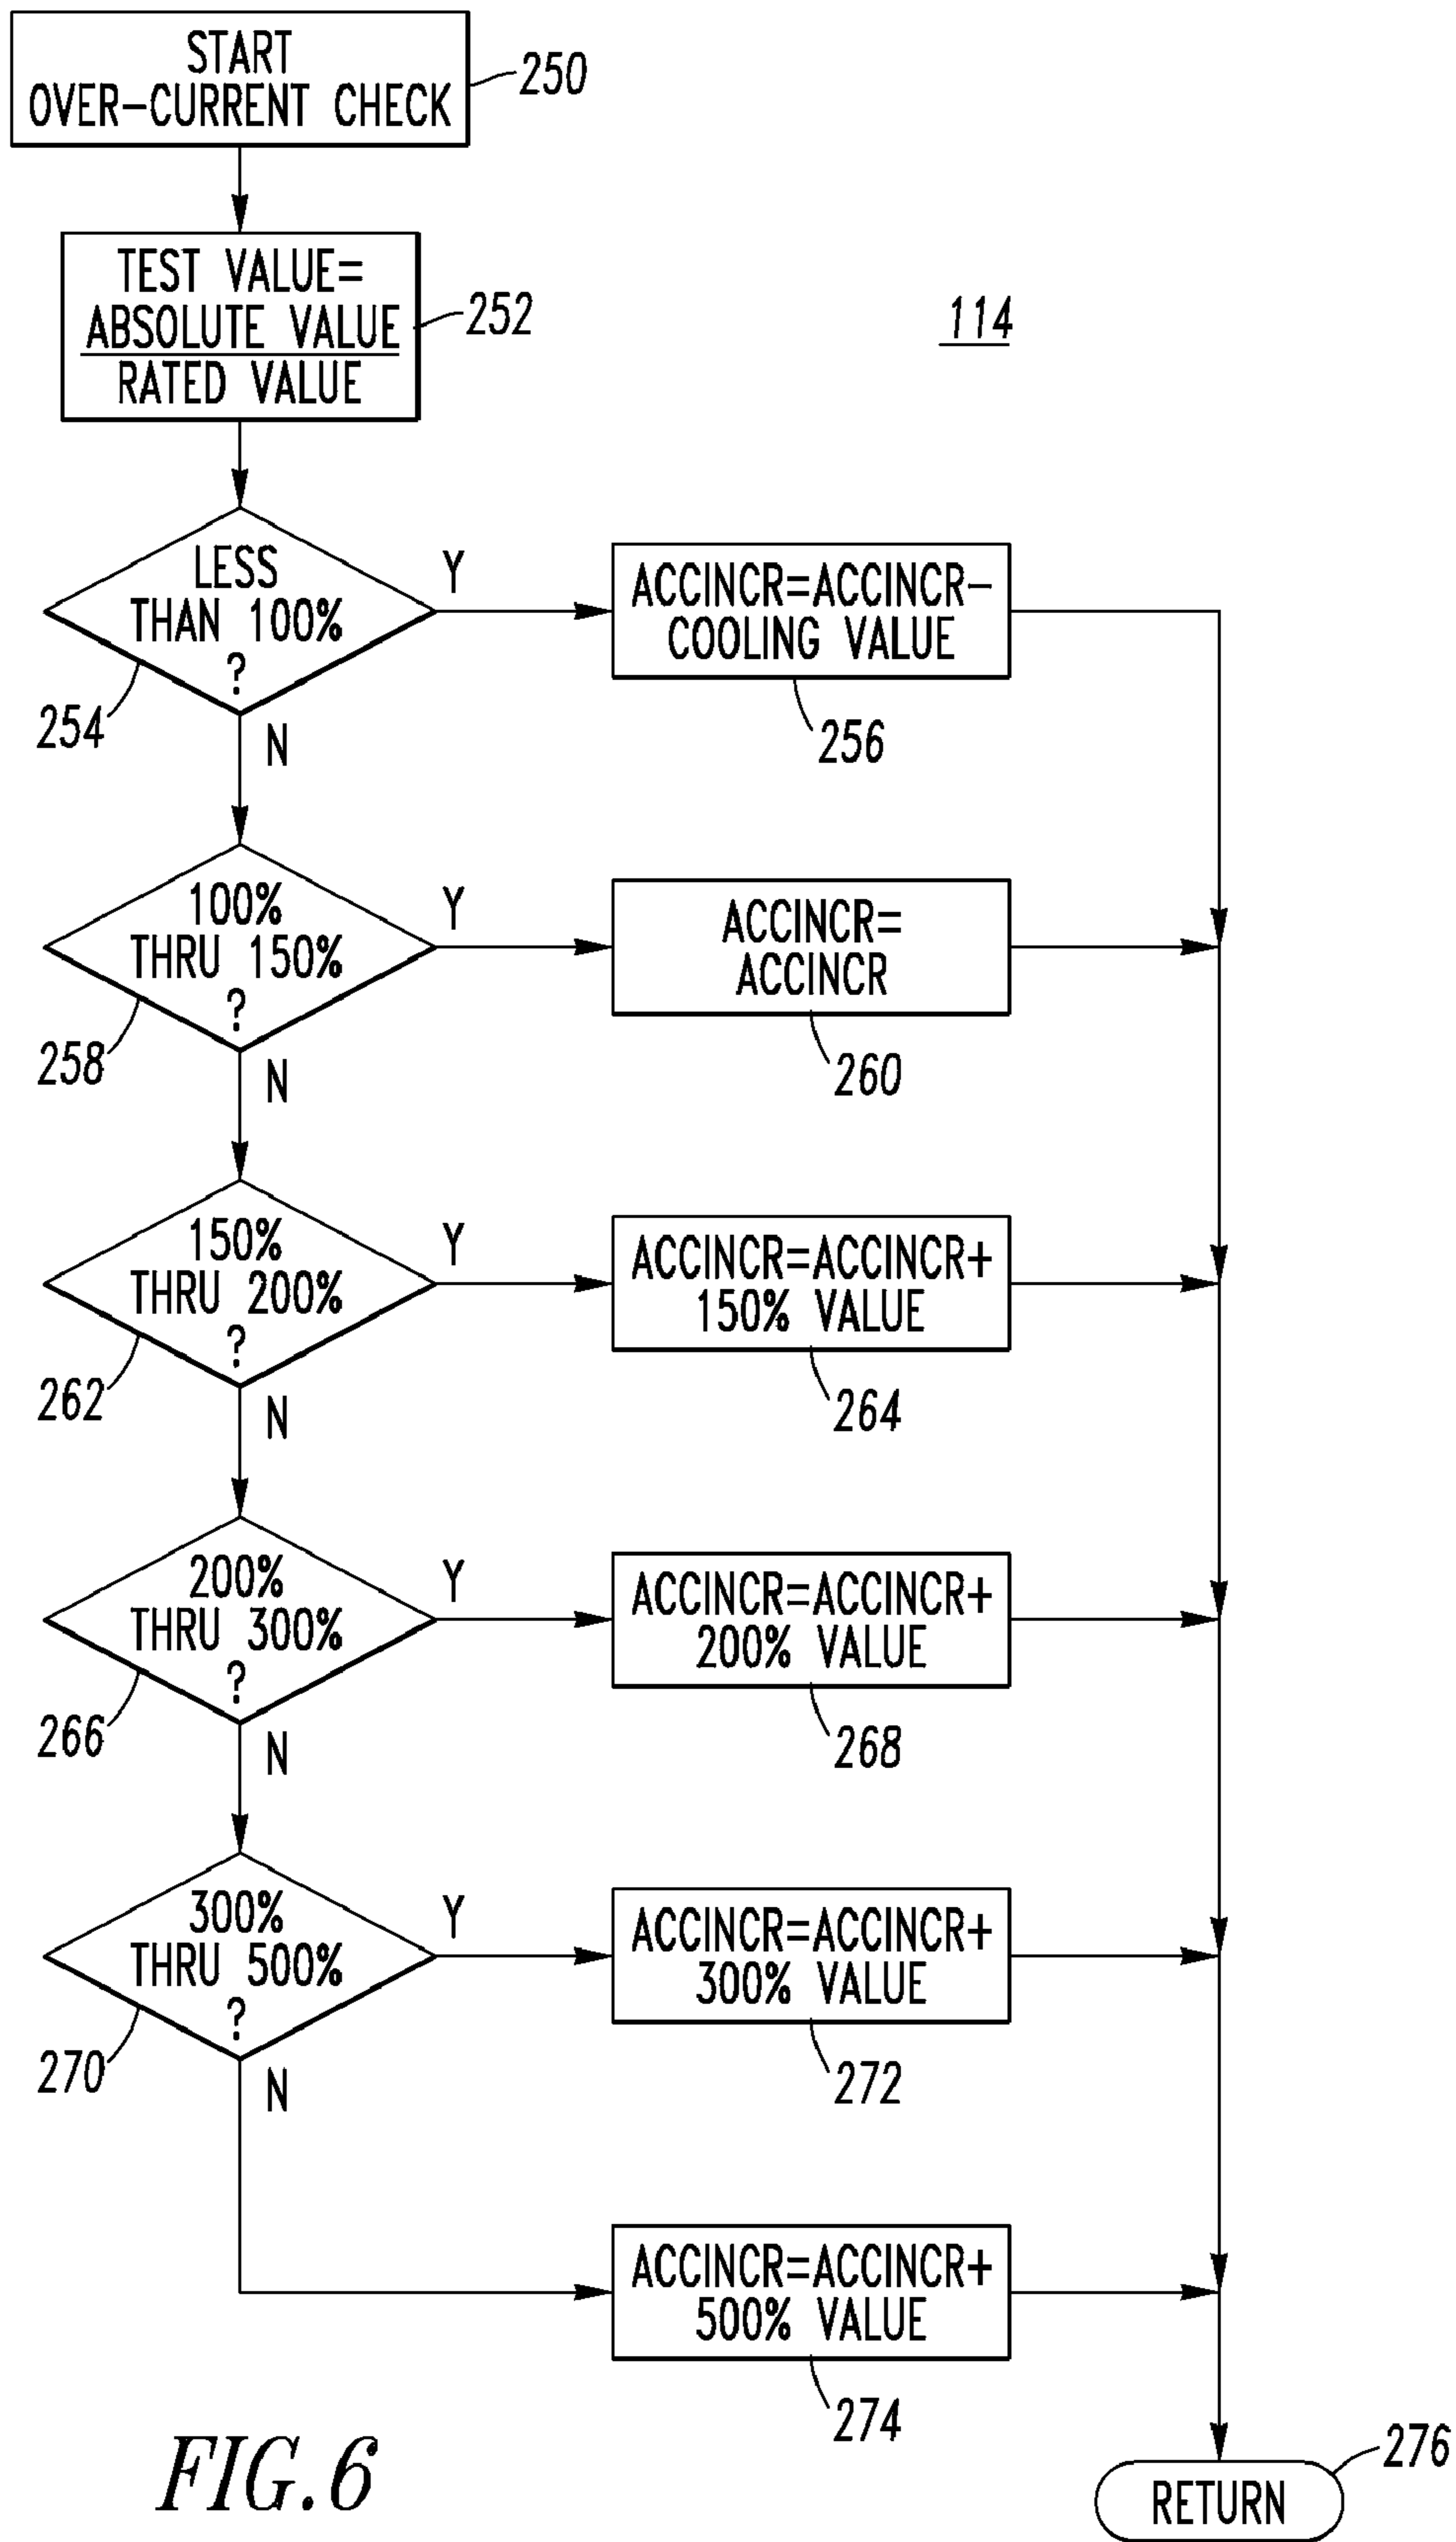 START
OVER-CURRENT CHECK
250
TEST VALUE=
ABSOLUTE VALUE
RATED VALUE
252
114
LESS
THAN 100%
?
254
Y
N
ACCINCR=ACCINCR-
COOLING VALUE
256
100%
THRU 150%
?
258
Y
N
ACCINCR=
ACCINCR
260
150%
THRU 200%
?
262
Y
N
ACCINCR=ACCINCR+
150% VALUE
264
200%
THRU 300%
?
266
Y
N
ACCINCR=ACCINCR+
200% VALUE
268
300%
THRU 500%
?
270
Y
N
ACCINCR=ACCINCR+
300% VALUE
272
ACCINCR=ACCINCR+
500% VALUE
274
RETURN
276
FIG.6